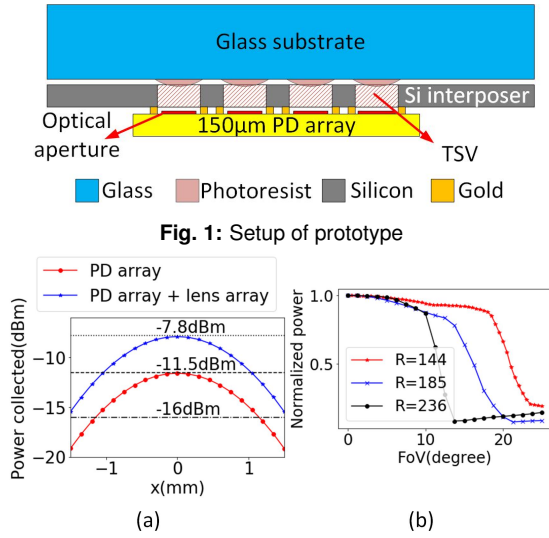 Glass substrate
Si interposer
Optical
aperture
150μm PD array
TSV
Glass
Photoresist
Silicon
Gold
Fig. 1: Setup of prototype
PD array
PD array + lens array
Power collected(dBm)
−10
−15
−20
-7.8dBm
-11.5dBm
-16dBm
−1
0
1
x(mm)
(a)
Normalized power
1.0
0.5
R=144
R=185
R=236
0
10
20
FoV(degree)
(b)